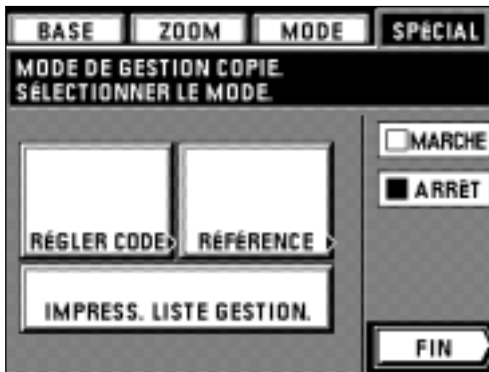 BASE ZOOM MODE SPÉCIAL
MODE DE GESTION COPIE.
SÉLECTIONNER LE MODE.
MARCHE
ARRÊT
RÉGLER CODE RÉFÉRENCE
IMPRESS. LISTE GESTION.
FIN